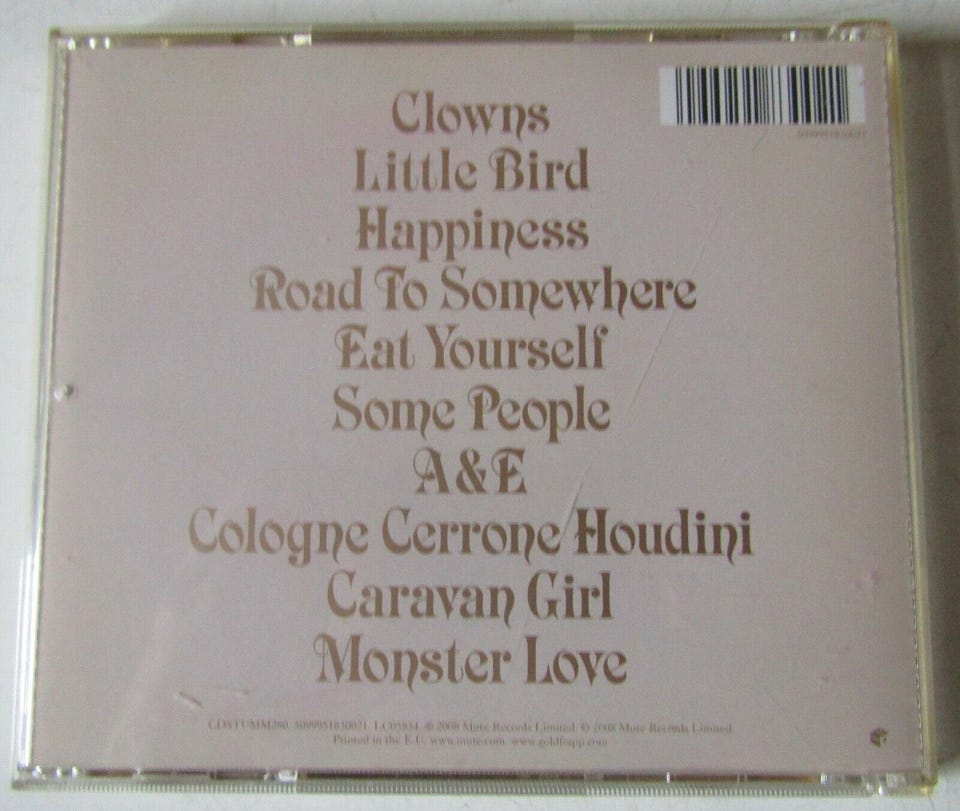 Clowns
Little Bird
Happiness
Road To Somewhere
Eat Yourself
Some People
A&E
Cologne Cerrone Houdini
Caravan Girl
Monster Love
CDSTUMM280. 5099951830021. LC05834. ℗ 2008 Mute Records Limited. © 2008 Mute Records Limited.
Printed in the E.U. www.mute.com www.goldfrapp.com